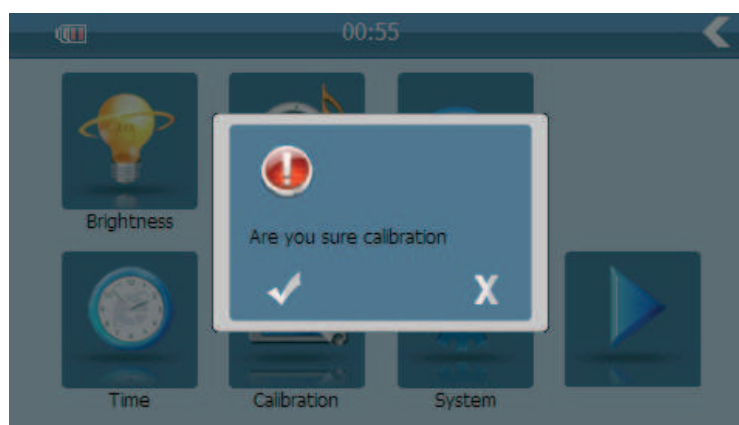 00:55
Brightness
Are you sure calibration
X
Time
Calibration
System